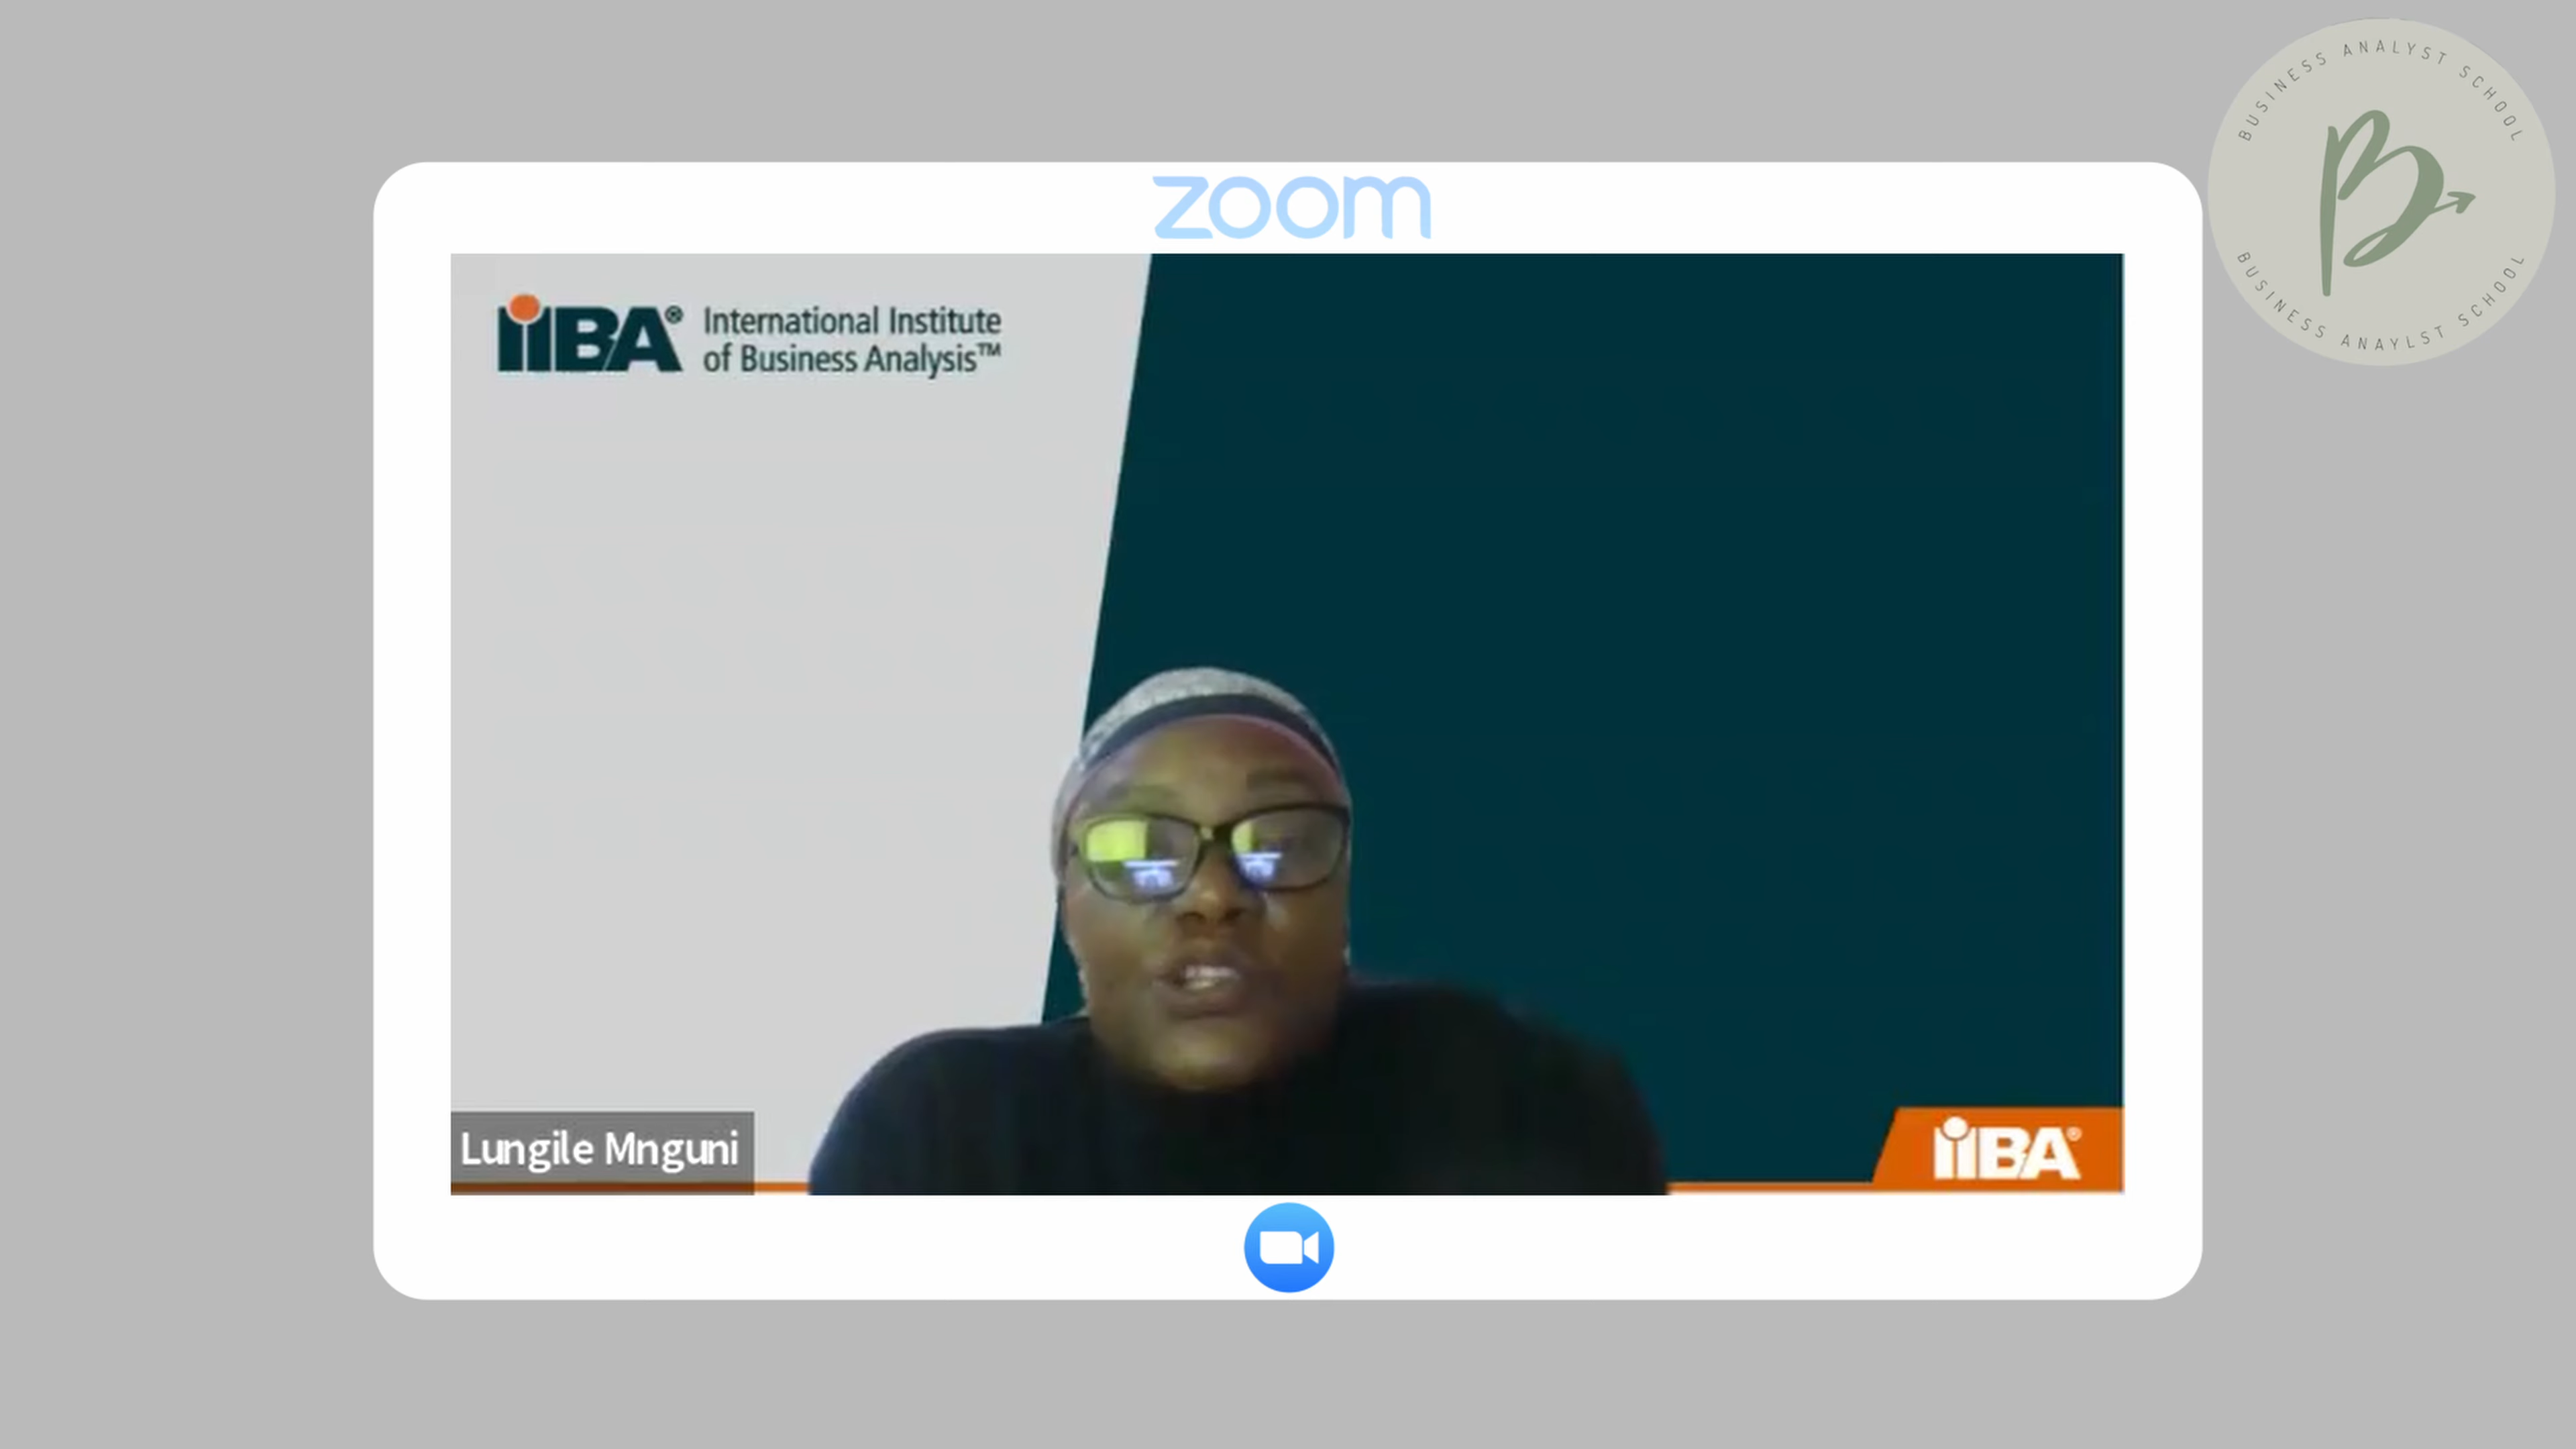 BUSINESS ANALYST SCHOOL
B
BUSINESS ANAYLST SCHOOL
zoom
iiBA® International Institute
of Business Analysis™
Lungile Mnguni
iiBA®